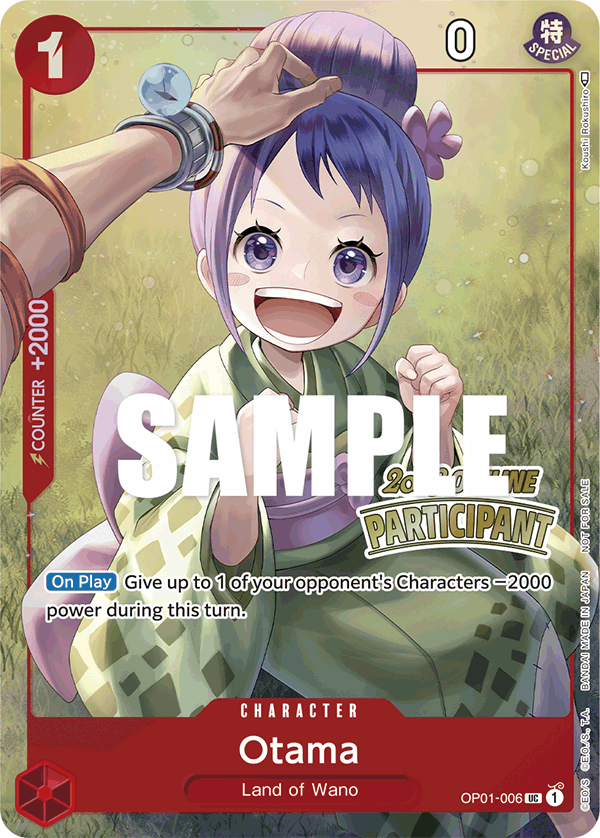 1
0
特
SPECIAL
Koushi Rokushiro
COUNTER +2000
SAMPLE
PARTICIPANT
On Play Give up to 1 of your opponent's Characters −2000
power during this turn.
BANDAI MADE IN JAPAN NOT FOR SALE
©E.O/S ©E.O./S., T.A.
CHARACTER
Otama
Land of Wano
OP01-006 UC 1